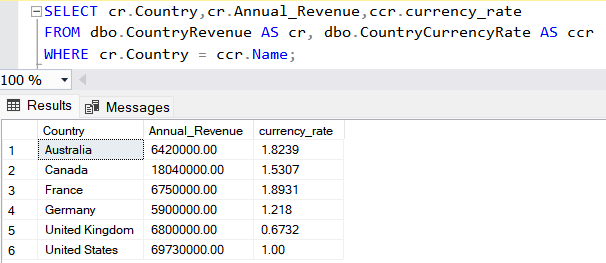 SELECT cr.Country,cr.Annual_Revenue,ccr.currency_rate
FROM dbo.CountryRevenue AS cr, dbo.CountryCurrencyRate AS ccr
WHERE cr.Country = ccr.Name;
100 %
Results Messages
Country Annual_Revenue currency_rate
1 Australia 6420000.00 1.8239
2 Canada 18040000.00 1.5307
3 France 6750000.00 1.8931
4 Germany 5900000.00 1.218
5 United Kingdom 6800000.00 0.6732
6 United States 69730000.00 1.00